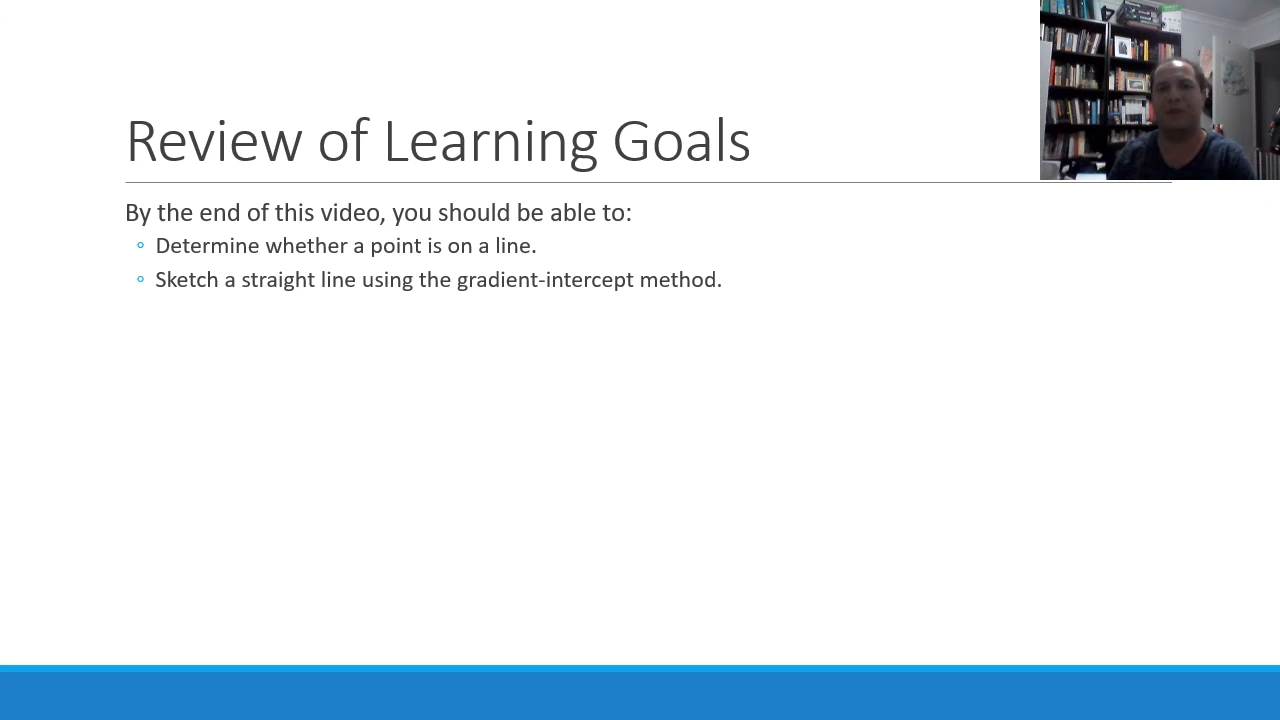 Review of Learning Goals
By the end of this video, you should be able to:
Determine whether a point is on a line.
Sketch a straight line using the gradient-intercept method.